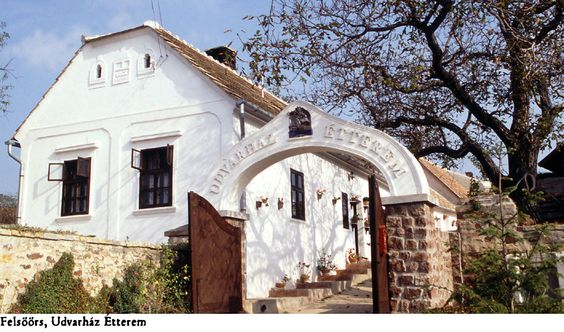 UDVARHÁZ ÉTTEREM
Felsőörs, Udvarház Étterem